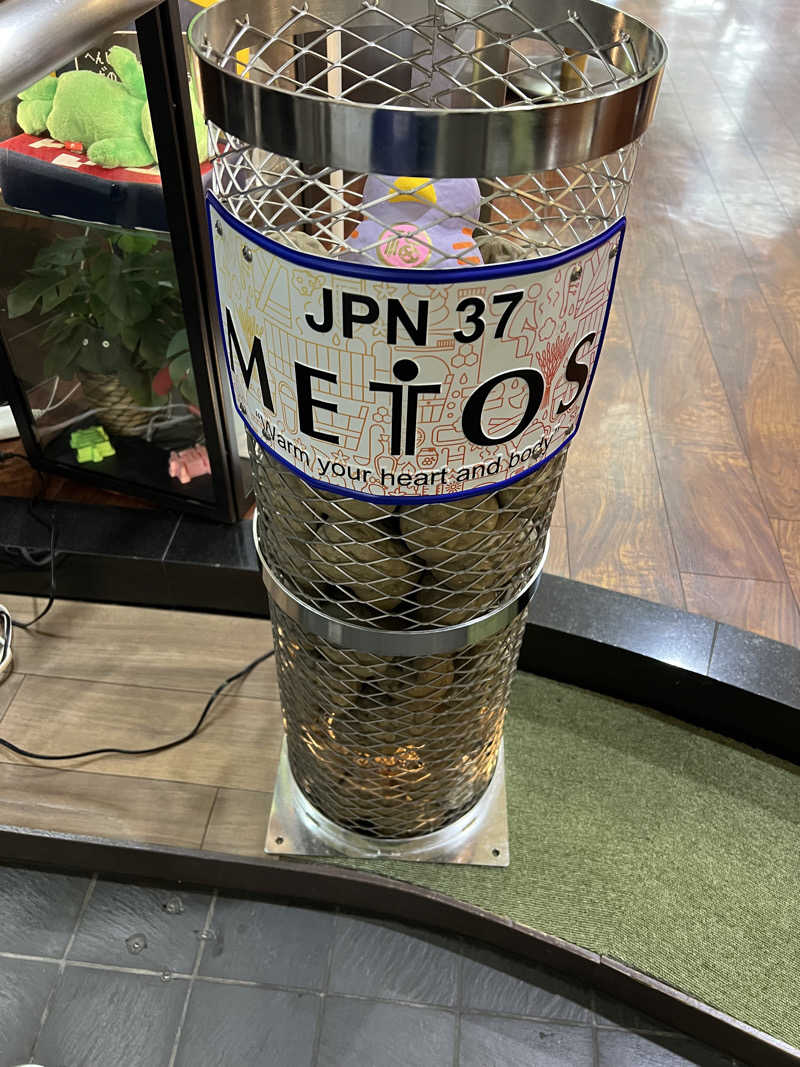 JPN 37
METOS
"Warm your heart and body"